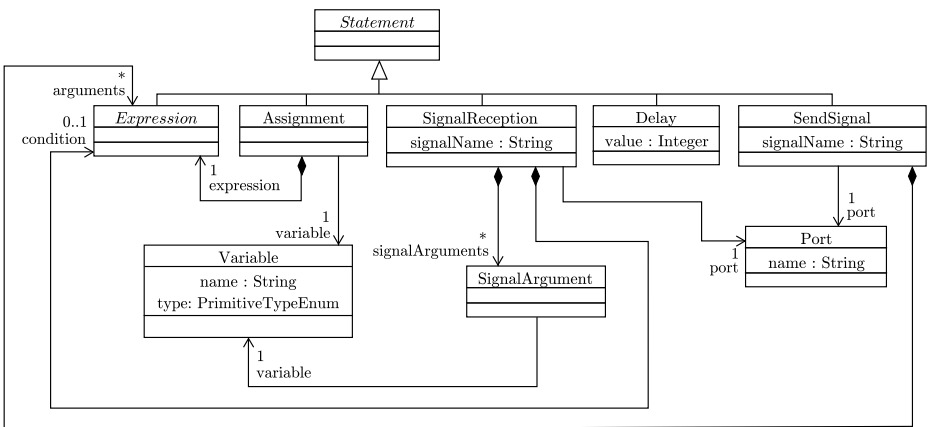 Statement
*
arguments
0..1
condition
Expression
Assignment
SignalReception
signalName : String
Delay
value : Integer
SendSignal
signalName : String
1
expression
1
variable
*
signalArguments
1
port
1
port
Port
name : String
Variable
name : String
type: PrimitiveTypeEnum
SignalArgument
1
variable